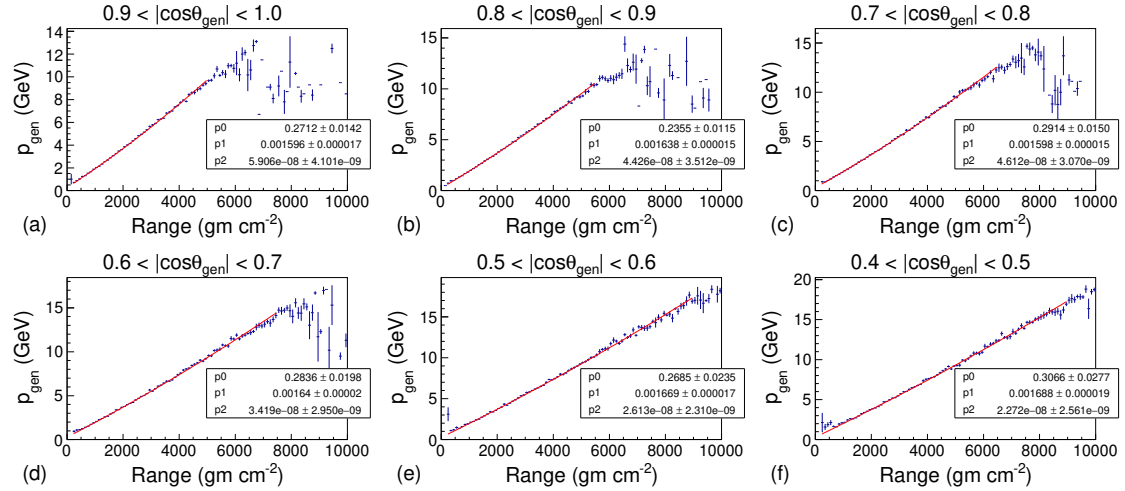 0.9 < |cosθgen| < 1.0
pgen (GeV)
14
12
10
8
6
4
2
0
p0 0.2712 ± 0.0142
p1 0.001596 ± 0.000017
p2 5.906e-08 ± 4.101e-09
0 2000 4000 6000 8000 10000
(a) Range (gm cm-2)
0.8 < |cosθgen| < 0.9
pgen (GeV)
15
10
5
0
p0 0.2355 ± 0.0115
p1 0.001638 ± 0.000015
p2 4.426e-08 ± 3.512e-09
0 2000 4000 6000 8000 10000
(b) Range (gm cm-2)
0.7 < |cosθgen| < 0.8
pgen (GeV)
15
10
5
0
p0 0.2914 ± 0.0150
p1 0.001598 ± 0.000015
p2 4.612e-08 ± 3.070e-09
0 2000 4000 6000 8000 10000
(c) Range (gm cm-2)
0.6 < |cosθgen| < 0.7
pgen (GeV)
15
10
5
0
p0 0.2836 ± 0.0198
p1 0.00164 ± 0.00002
p2 3.419e-08 ± 2.950e-09
0 2000 4000 6000 8000 10000
(d) Range (gm cm-2)
0.5 < |cosθgen| < 0.6
pgen (GeV)
15
10
5
0
p0 0.2685 ± 0.0235
p1 0.001669 ± 0.000017
p2 2.613e-08 ± 2.310e-09
0 2000 4000 6000 8000 10000
(e) Range (gm cm-2)
0.4 < |cosθgen| < 0.5
pgen (GeV)
20
15
10
5
0
p0 0.3066 ± 0.0277
p1 0.001688 ± 0.000019
p2 2.272e-08 ± 2.561e-09
0 2000 4000 6000 8000 10000
(f) Range (gm cm-2)